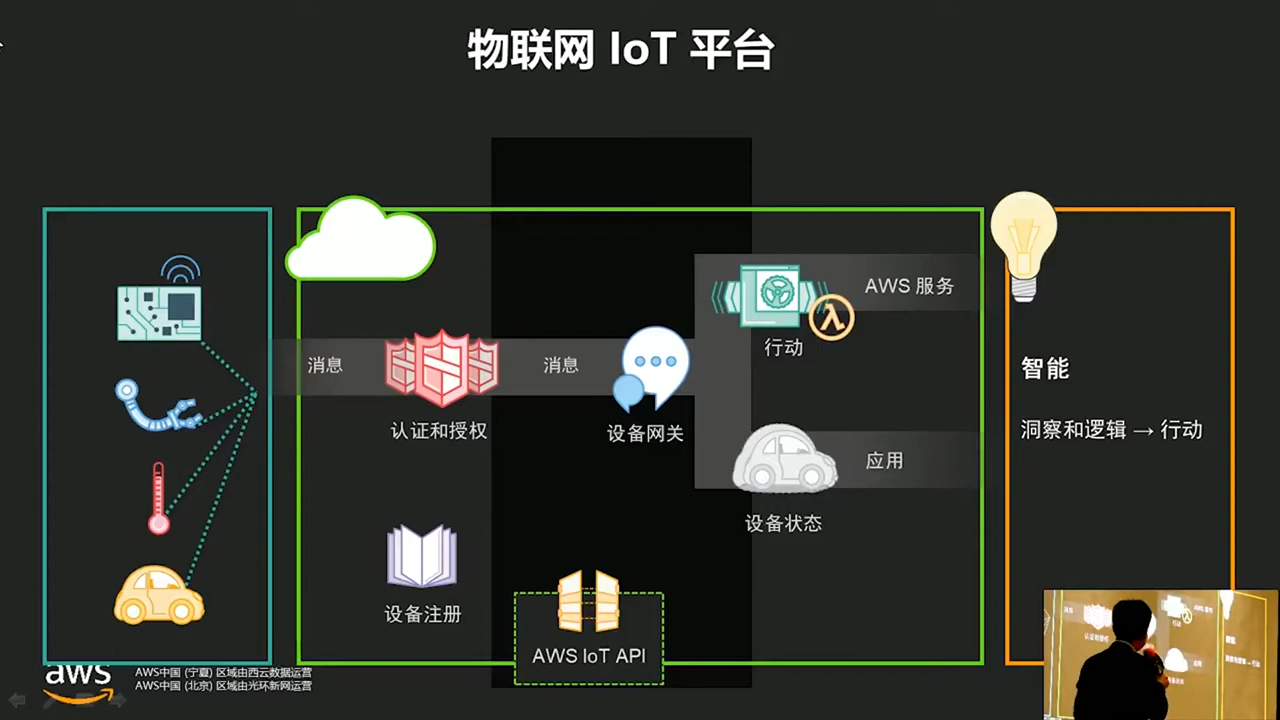 物联网 IoT 平台
消息
认证和授权
消息
设备网关
AWS 服务
行动
应用
设备状态
设备注册
AWS IoT API
智能
洞察和逻辑 → 行动
aws
AWS中国 (宁夏) 区域由西云数据运营
AWS中国 (北京) 区域由光环新网运营